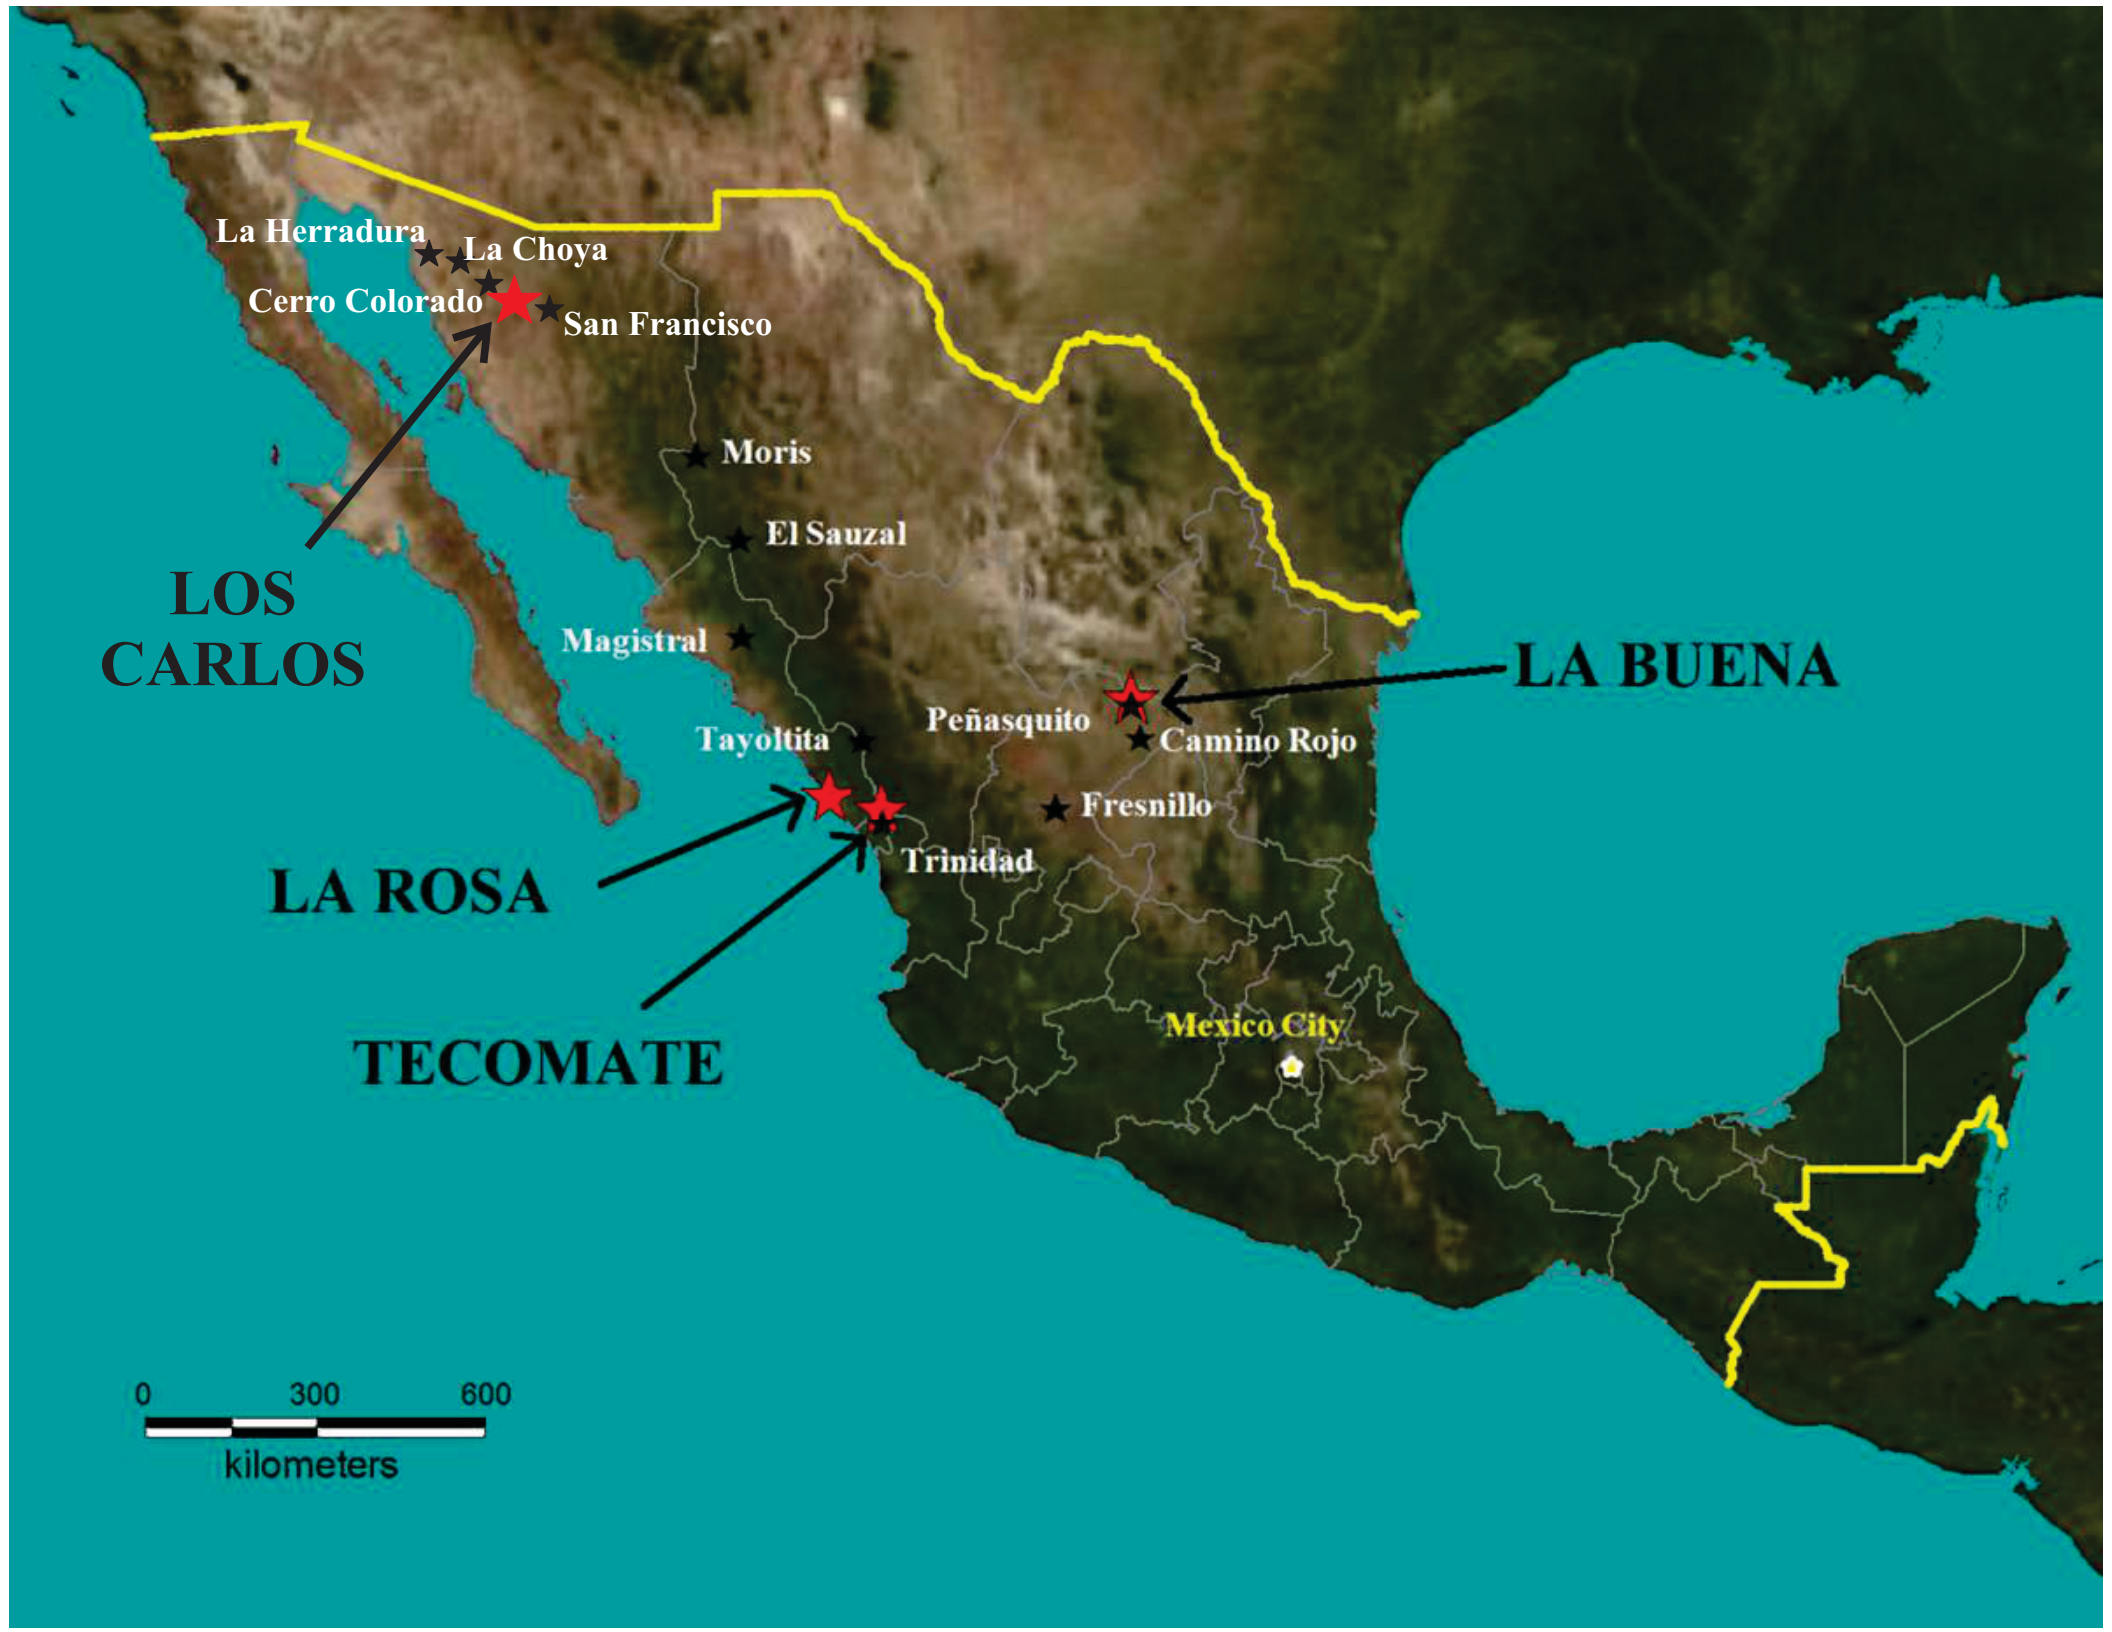 La Herradura
La Choya
Cerro Colorado
San Francisco
Moris
El Sauzal
LOS
CARLOS
Magistral
LA BUENA
Peñasquito
Tayoltita
Camino Rojo
Fresnillo
Trinidad
LA ROSA
Mexico City
TECOMATE
0 300 600
kilometers